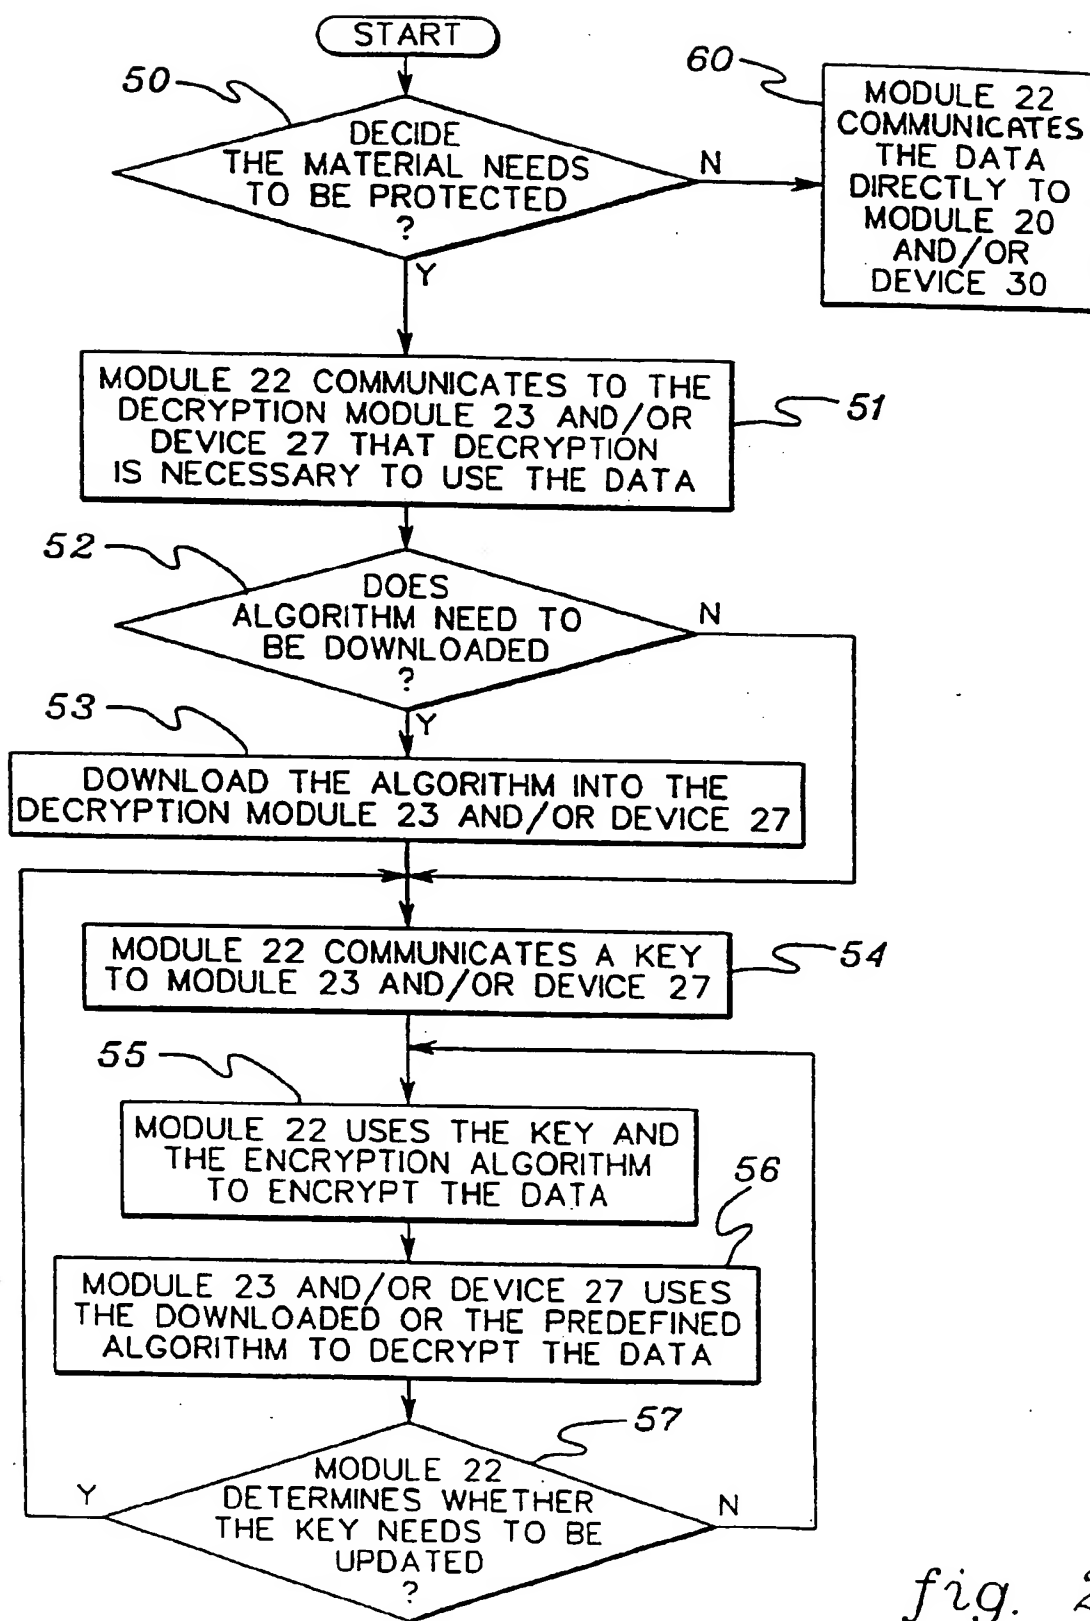 START
50
DECIDE
THE MATERIAL NEEDS
TO BE PROTECTED
?
N
Y
60
MODULE 22
COMMUNICATES
THE DATA
DIRECTLY TO
MODULE 20
AND/OR
DEVICE 30
MODULE 22 COMMUNICATES TO THE
DECRYPTION MODULE 23 AND/OR
DEVICE 27 THAT DECRYPTION
IS NECESSARY TO USE THE DATA
51
52
DOES
ALGORITHM NEED TO
BE DOWNLOADED
?
N
Y
53
DOWNLOAD THE ALGORITHM INTO THE
DECRYPTION MODULE 23 AND/OR DEVICE 27
MODULE 22 COMMUNICATES A KEY
TO MODULE 23 AND/OR DEVICE 27
54
55
MODULE 22 USES THE KEY AND
THE ENCRYPTION ALGORITHM
TO ENCRYPT THE DATA
56
MODULE 23 AND/OR DEVICE 27 USES
THE DOWNLOADED OR THE PREDEFINED
ALGORITHM TO DECRYPT THE DATA
57
MODULE 22
DETERMINES WHETHER
THE KEY NEEDS TO BE
UPDATED
?
Y
N
fig. 2